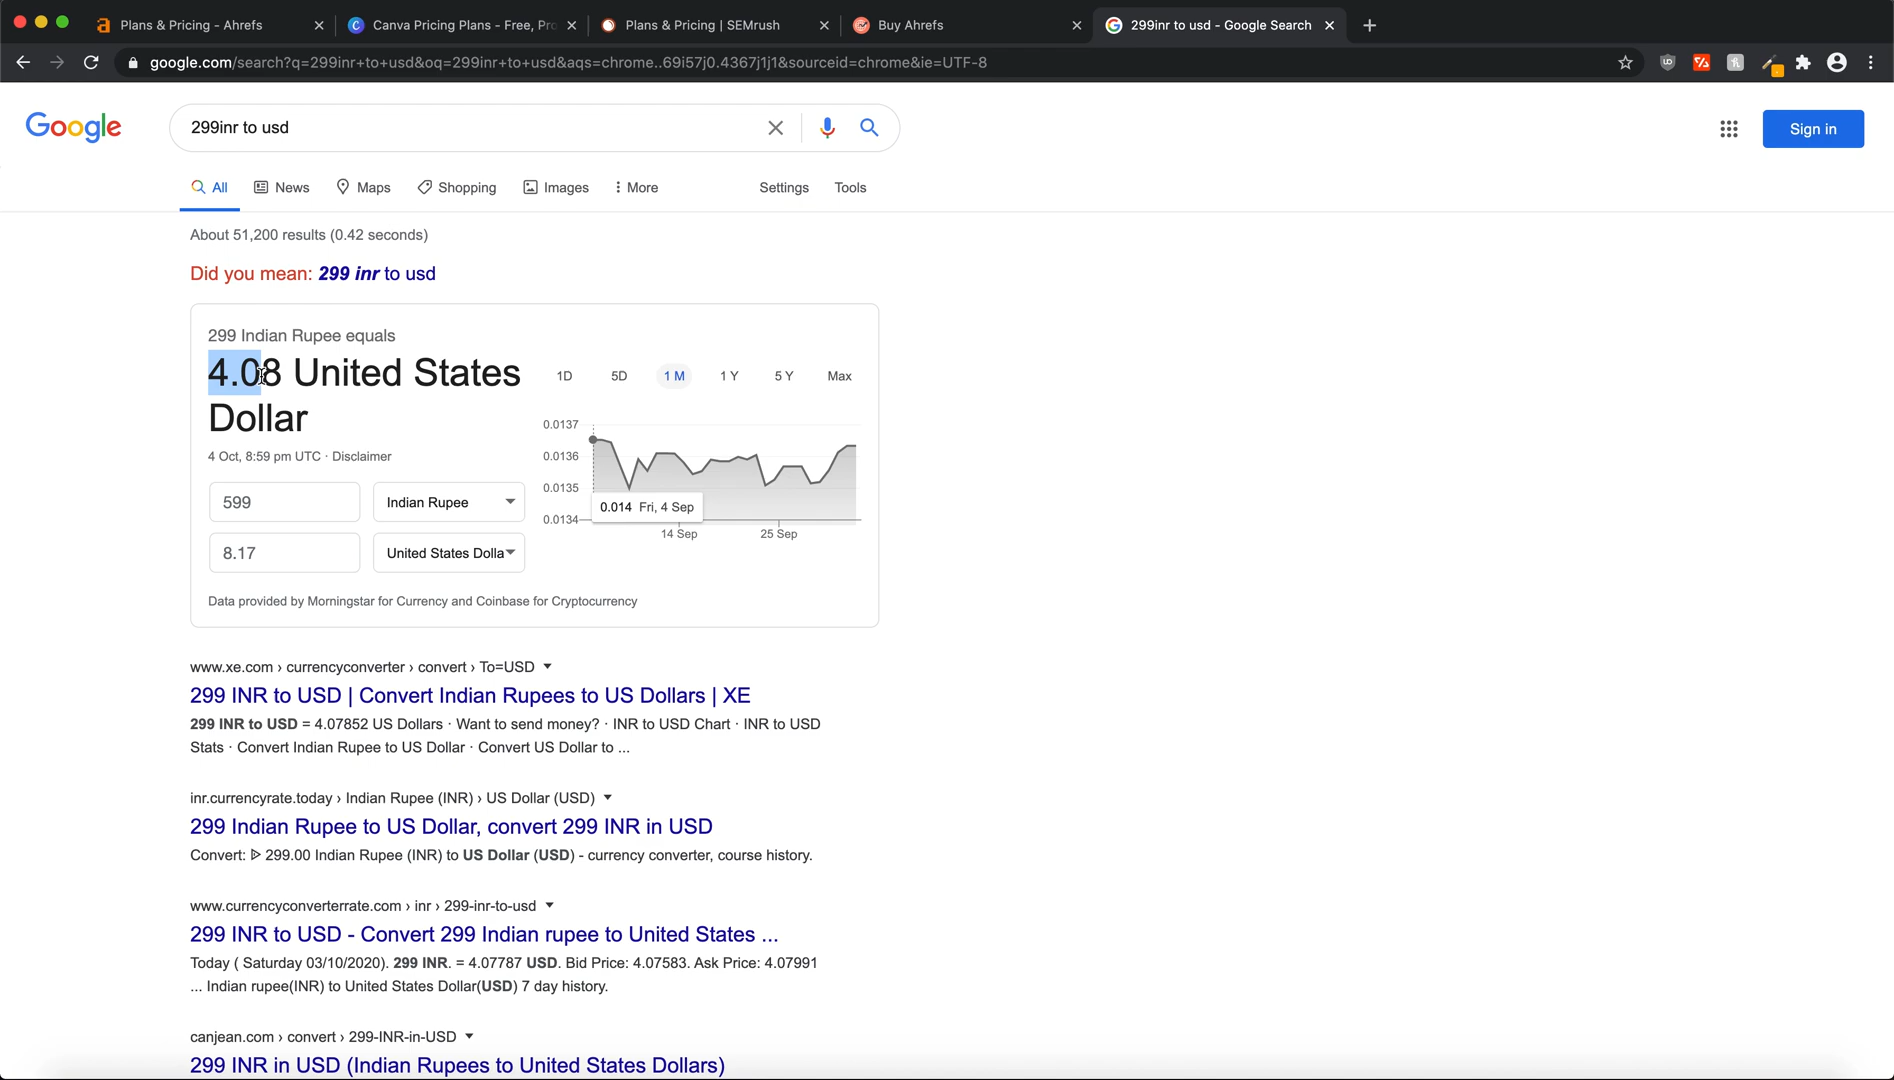 Plans & Pricing - Ahrefs
Canva Pricing Plans - Free, Pro
Plans & Pricing | SEMrush
Buy Ahrefs
299inr to usd - Google Search
google.com/search?q=299inr+to+usd&oq=299inr+to+usd&aqs=chrome..69i57j0.4367j1j1&sourceid=chrome&ie=UTF-8
Google
299inr to usd
Sign in
All
News
Maps
Shopping
Images
More
Settings
Tools
About 51,200 results (0.42 seconds)
Did you mean: 299 inr to usd
299 Indian Rupee equals
4.08 United States
Dollar
4 Oct, 8:59 pm UTC · Disclaimer
599
Indian Rupee
8.17
United States Dolla
1D
5D
1 M
1 Y
5 Y
Max
0.0137
0.0136
0.0135
0.0134
0.014 Fri, 4 Sep
14 Sep
25 Sep
Data provided by Morningstar for Currency and Coinbase for Cryptocurrency
www.xe.com › currencyconverter › convert › To=USD
299 INR to USD | Convert Indian Rupees to US Dollars | XE
299 INR to USD = 4.07852 US Dollars · Want to send money? · INR to USD Chart · INR to USD
Stats · Convert Indian Rupee to US Dollar · Convert US Dollar to ...
inr.currencyrate.today › Indian Rupee (INR) › US Dollar (USD)
299 Indian Rupee to US Dollar, convert 299 INR in USD
Convert: ᐈ 299.00 Indian Rupee (INR) to US Dollar (USD) - currency converter, course history.
www.currencyconverterrate.com › inr › 299-inr-to-usd
299 INR to USD - Convert 299 Indian rupee to United States ...
Today ( Saturday 03/10/2020). 299 INR. = 4.07787 USD. Bid Price: 4.07583. Ask Price: 4.07991
... Indian rupee(INR) to United States Dollar(USD) 7 day history.
canjean.com › convert › 299-INR-in-USD
299 INR in USD (Indian Rupees to United States Dollars)